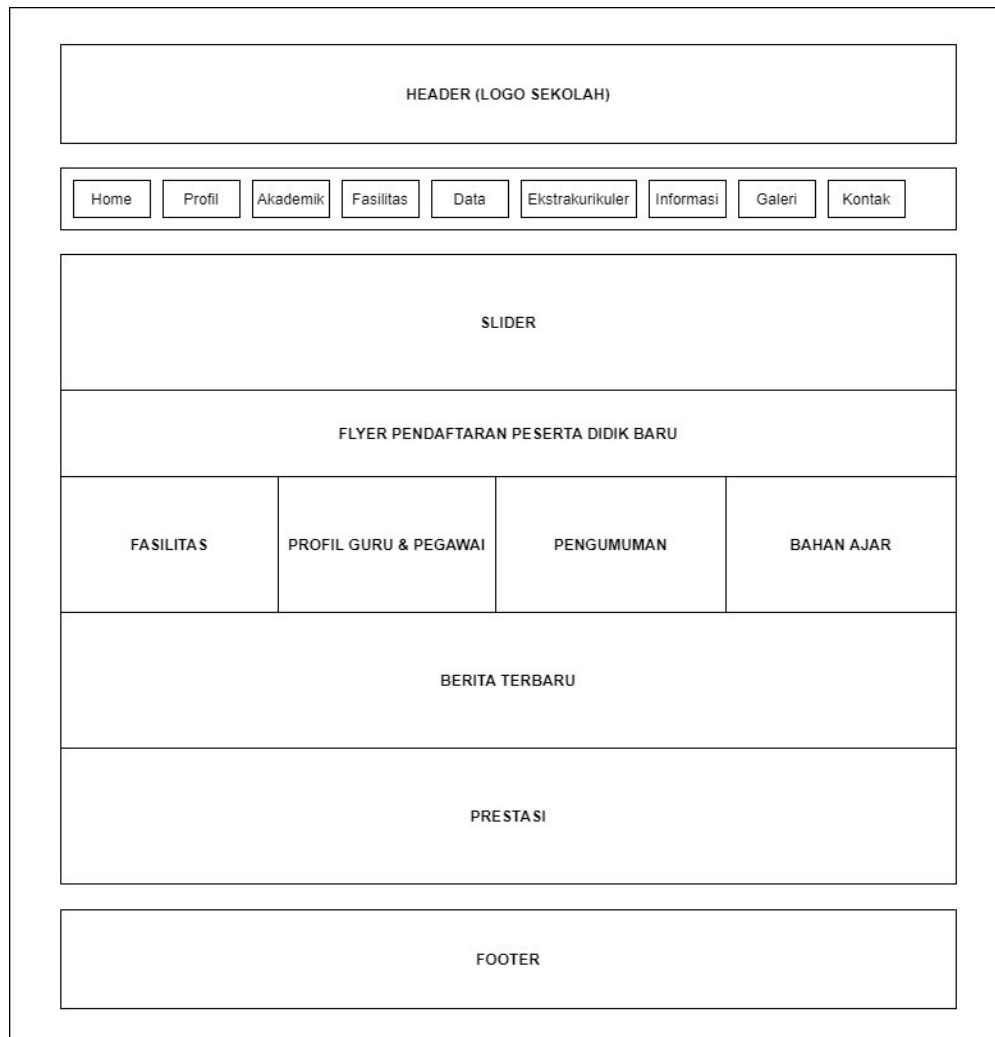 HEADER (LOGO SEKOLAH)
Home Profil Akademik Fasilitas Data Ekstrakurikuler Informasi Galeri Kontak
SLIDER
FLYER PENDAFTARAN PESERTA DIDIK BARU
FASILITAS PROFIL GURU & PEGAWAI PENGUMUMAN BAHAN AJAR
BERITA TERBARU
PRESTASI
FOOTER